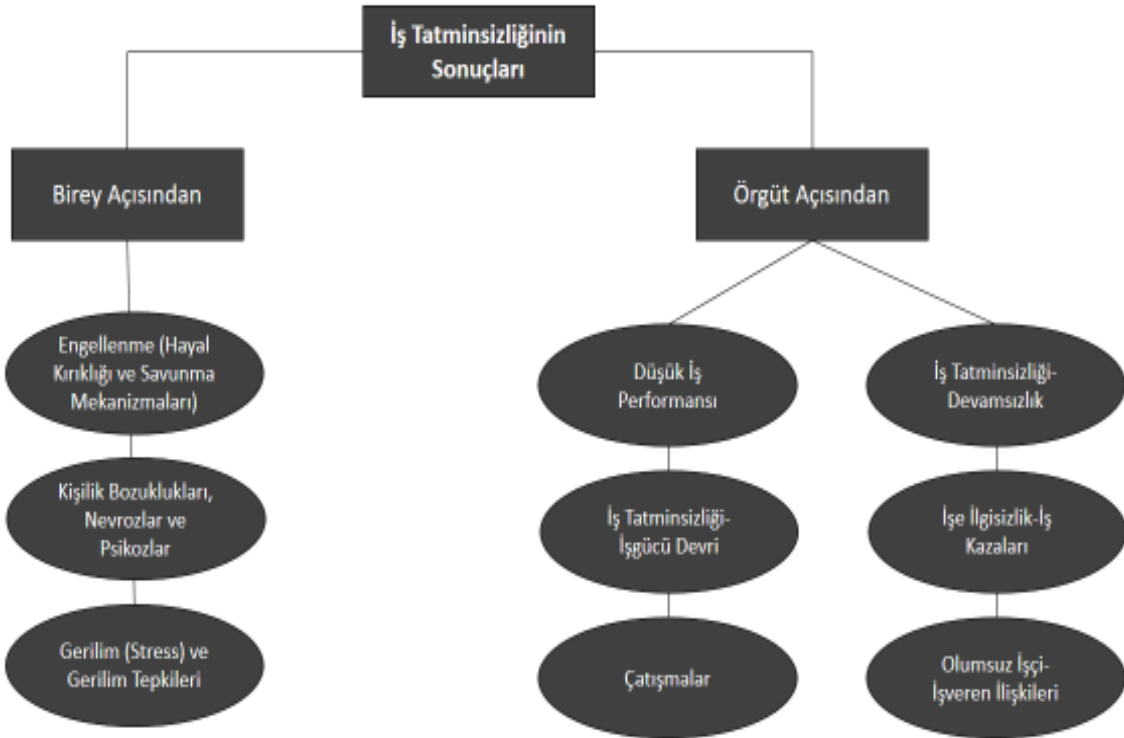 İş Tatminsizliğinin
Sonuçları
Birey Açısından
Örgüt Açısından
Engellenme (Hayal
Kırıklığı ve Savunma
Mekanizmaları)
Kişilik Bozuklukları,
Nevrozlar ve
Psikozlar
Gerilim (Stress) ve
Gerilim Tepkileri
Düşük İş
Performansı
İş Tatminsizliği-
İşgücü Devri
Çatışmalar
İş Tatminsizliği-
Devamsızlık
İşe İlgisizlik-İş
Kazaları
Olumsuz İşçi-
İşveren İlişkileri